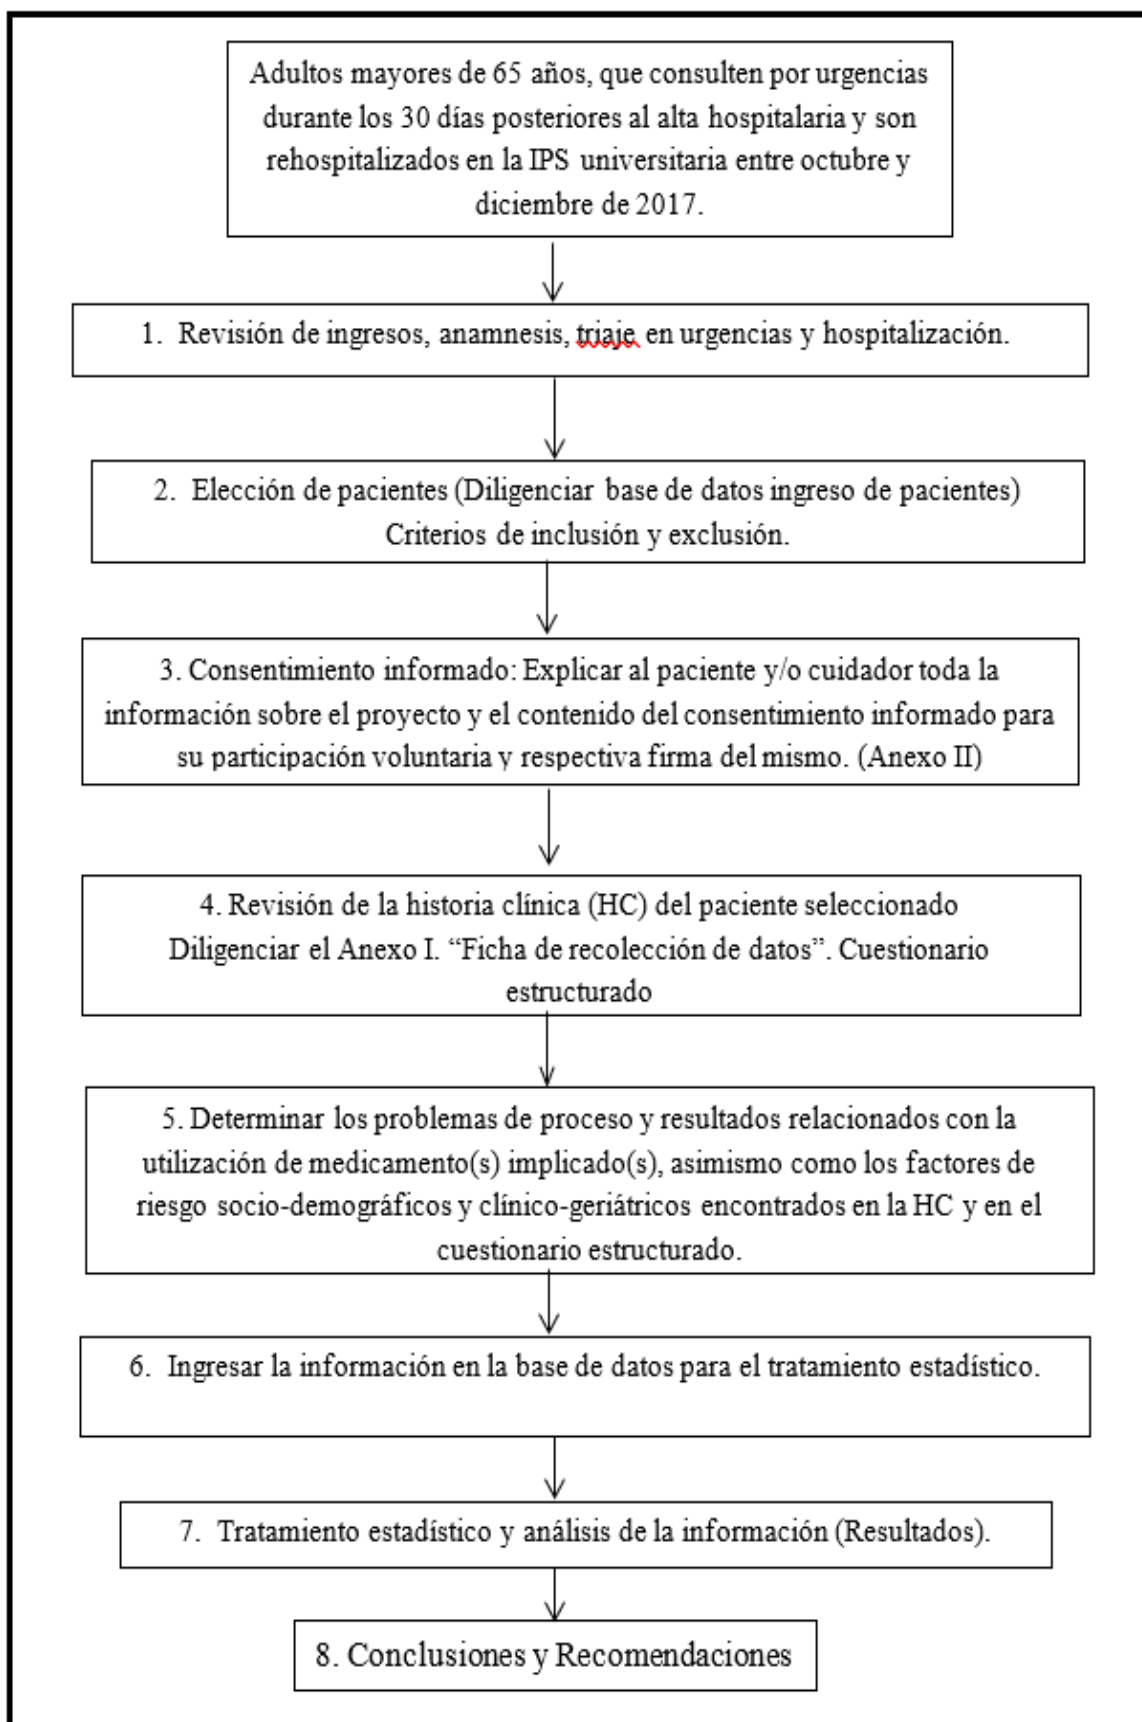 Adultos mayores de 65 años, que consulten por urgencias
durante los 30 días posteriores al alta hospitalaria y son
rehospitalizados en la IPS universitaria entre octubre y
diciembre de 2017.
1. Revisión de ingresos, anamnesis, triaje en urgencias y hospitalización.
2. Elección de pacientes (Diligenciar base de datos ingreso de pacientes)
Criterios de inclusión y exclusión.
3. Consentimiento informado: Explicar al paciente y/o cuidador toda la
información sobre el proyecto y el contenido del consentimiento informado para
su participación voluntaria y respectiva firma del mismo. (Anexo II)
4. Revisión de la historia clínica (HC) del paciente seleccionado
Diligenciar el Anexo I. “Ficha de recolección de datos”. Cuestionario
estructurado
5. Determinar los problemas de proceso y resultados relacionados con la
utilización de medicamento(s) implicado(s), asimismo como los factores de
riesgo socio-demográficos y clínico-geriátricos encontrados en la HC y en el
cuestionario estructurado.
6. Ingresar la información en la base de datos para el tratamiento estadístico.
7. Tratamiento estadístico y análisis de la información (Resultados).
8. Conclusiones y Recomendaciones